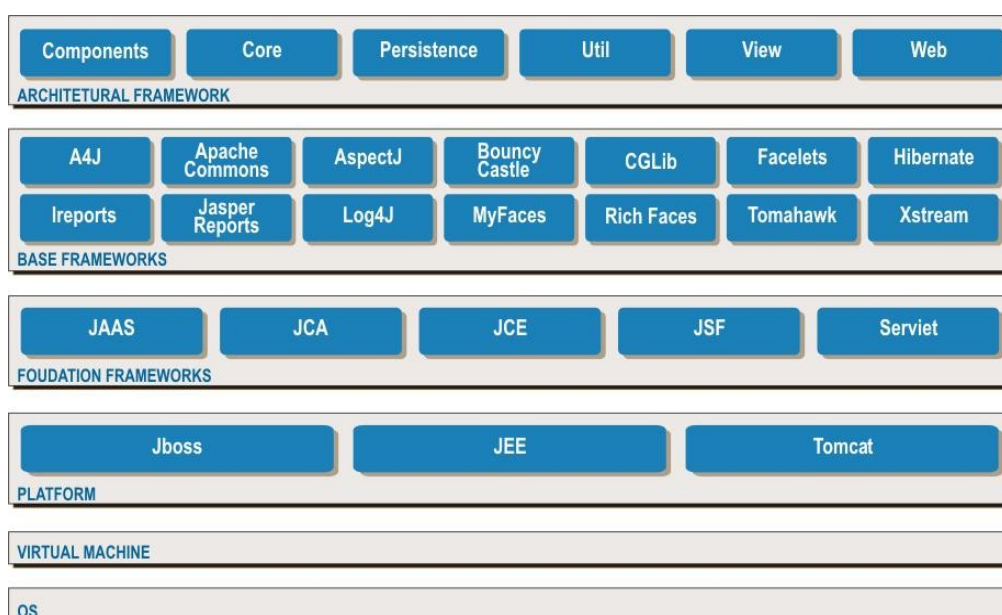 Components Core Persistence Util View Web
ARCHITETURAL FRAMEWORK
A4J Apache Commons AspectJ Bouncy Castle CGLib Facelets Hibernate
Ireports Jasper Reports Log4J MyFaces Rich Faces Tomahawk Xstream
BASE FRAMEWORKS
JAAS JCA JCE JSF Serviet
FOUDATION FRAMEWORKS
Jboss JEE Tomcat
PLATFORM
VIRTUAL MACHINE
OS